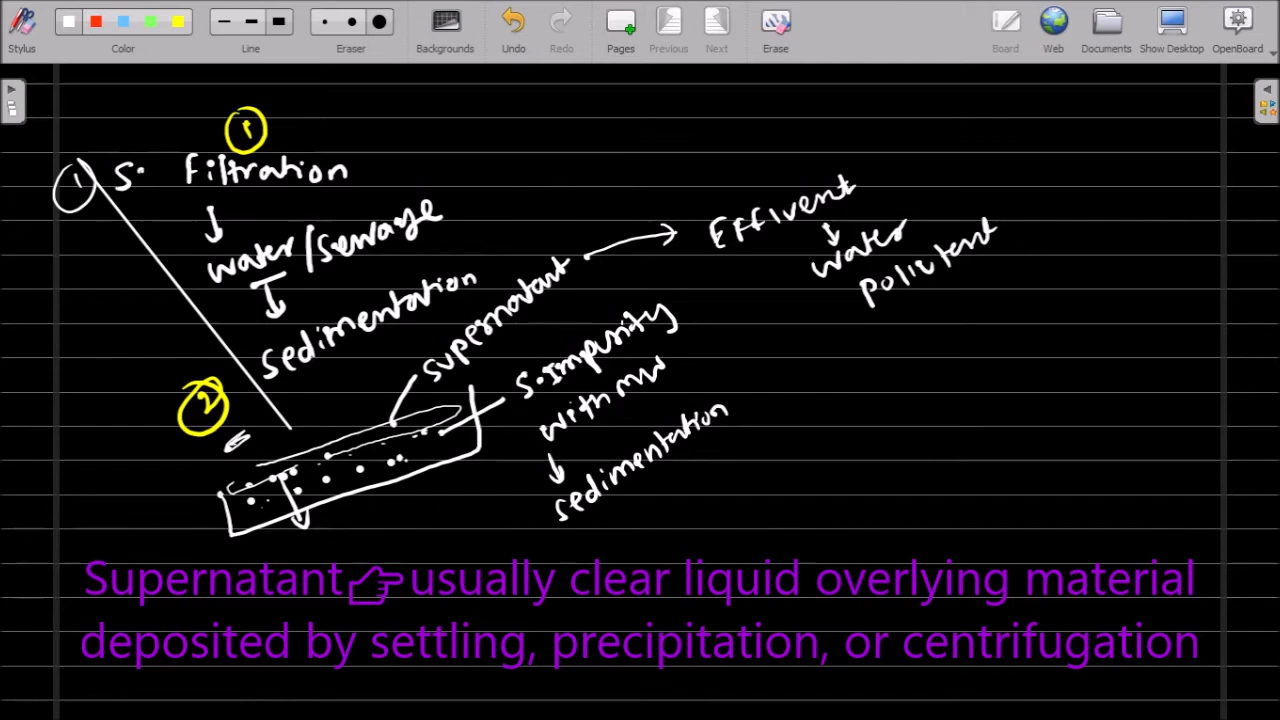 Stylus
Color
Line
Eraser
Backgrounds
Undo
Redo
Pages
Previous
Next
Erase
Board
Web
Documents
Show Desktop
OpenBoard
1
1 S. Filtration
water/Sewage
Sedimentation
2
Supernatant
Effluent
water
pollutent
S.Impurity
with mw
Sedimentation
Supernatant👉usually clear liquid overlying material
deposited by settling, precipitation, or centrifugation